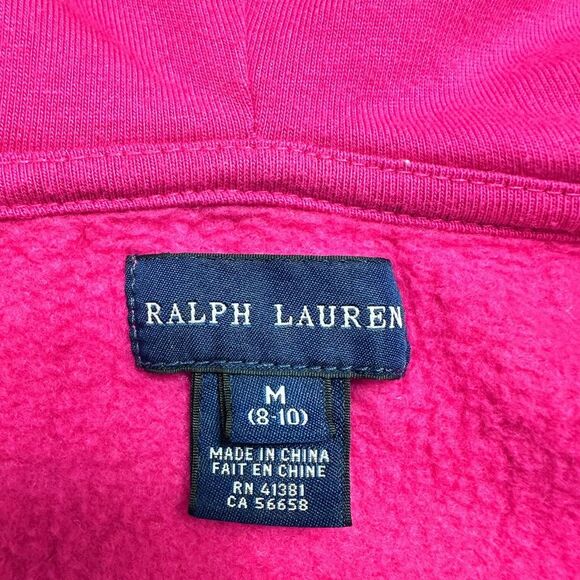 RALPH LAUREN
M
(8-10)
MADE IN CHINA
FAIT EN CHINE
RN 41381
CA 56658